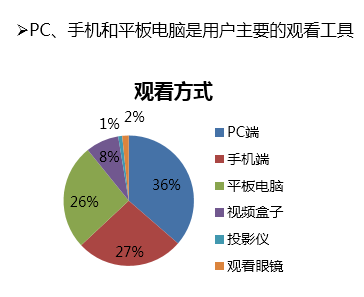 ➢PC、手机和平板电脑是用户主要的观看工具
观看方式
1%
2%
8%
36%
26%
27%
PC端
手机端
平板电脑
视频盒子
投影仪
观看眼镜